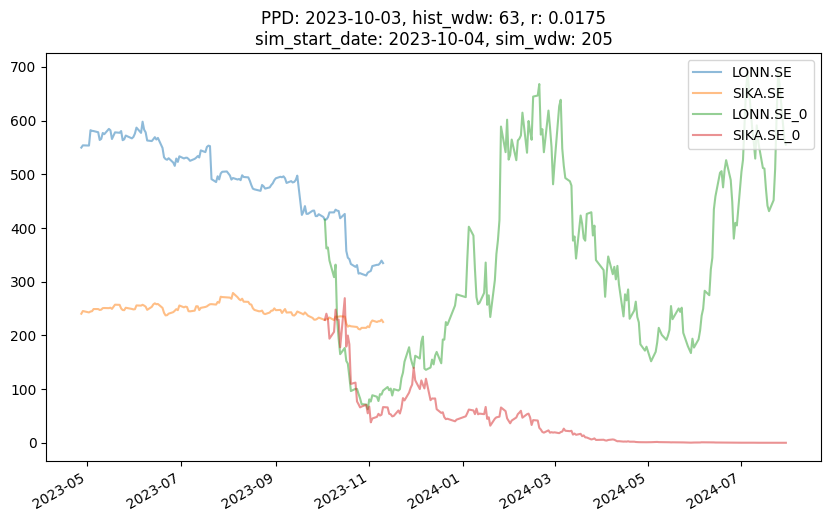 PPD: 2023-10-03, hist_wdw: 63, r: 0.0175
sim_start_date: 2023-10-04, sim_wdw: 205
700
600
500
400
300
200
100
0
LONN.SE
SIKA.SE
LONN.SE_0
SIKA.SE_0
2023-05
2023-07
2023-09
2023-11
2024-01
2024-03
2024-05
2024-07